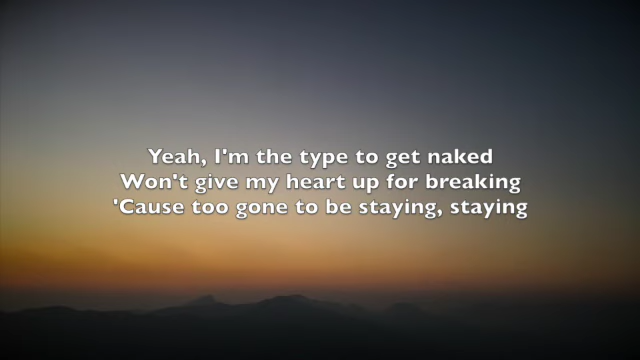 Yeah, I'm the type to get naked
Won't give my heart up for breaking
'Cause too gone to be staying, staying